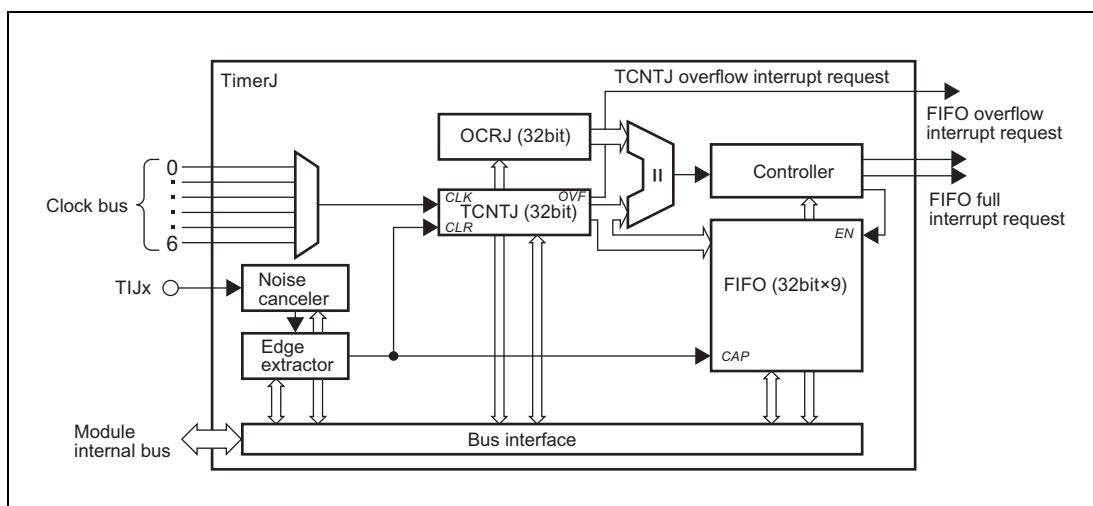 TimerJ
TCNTJ overflow interrupt request
FIFO overflow
interrupt request
OCRJ (32bit)
=
Controller
FIFO full
interrupt request
Clock bus
0
6
CLK
OVF
TCNTJ (32bit)
CLR
EN
TIJx
Noise
canceler
FIFO (32bit×9)
Edge
extractor
CAP
Module
internal bus
Bus interface